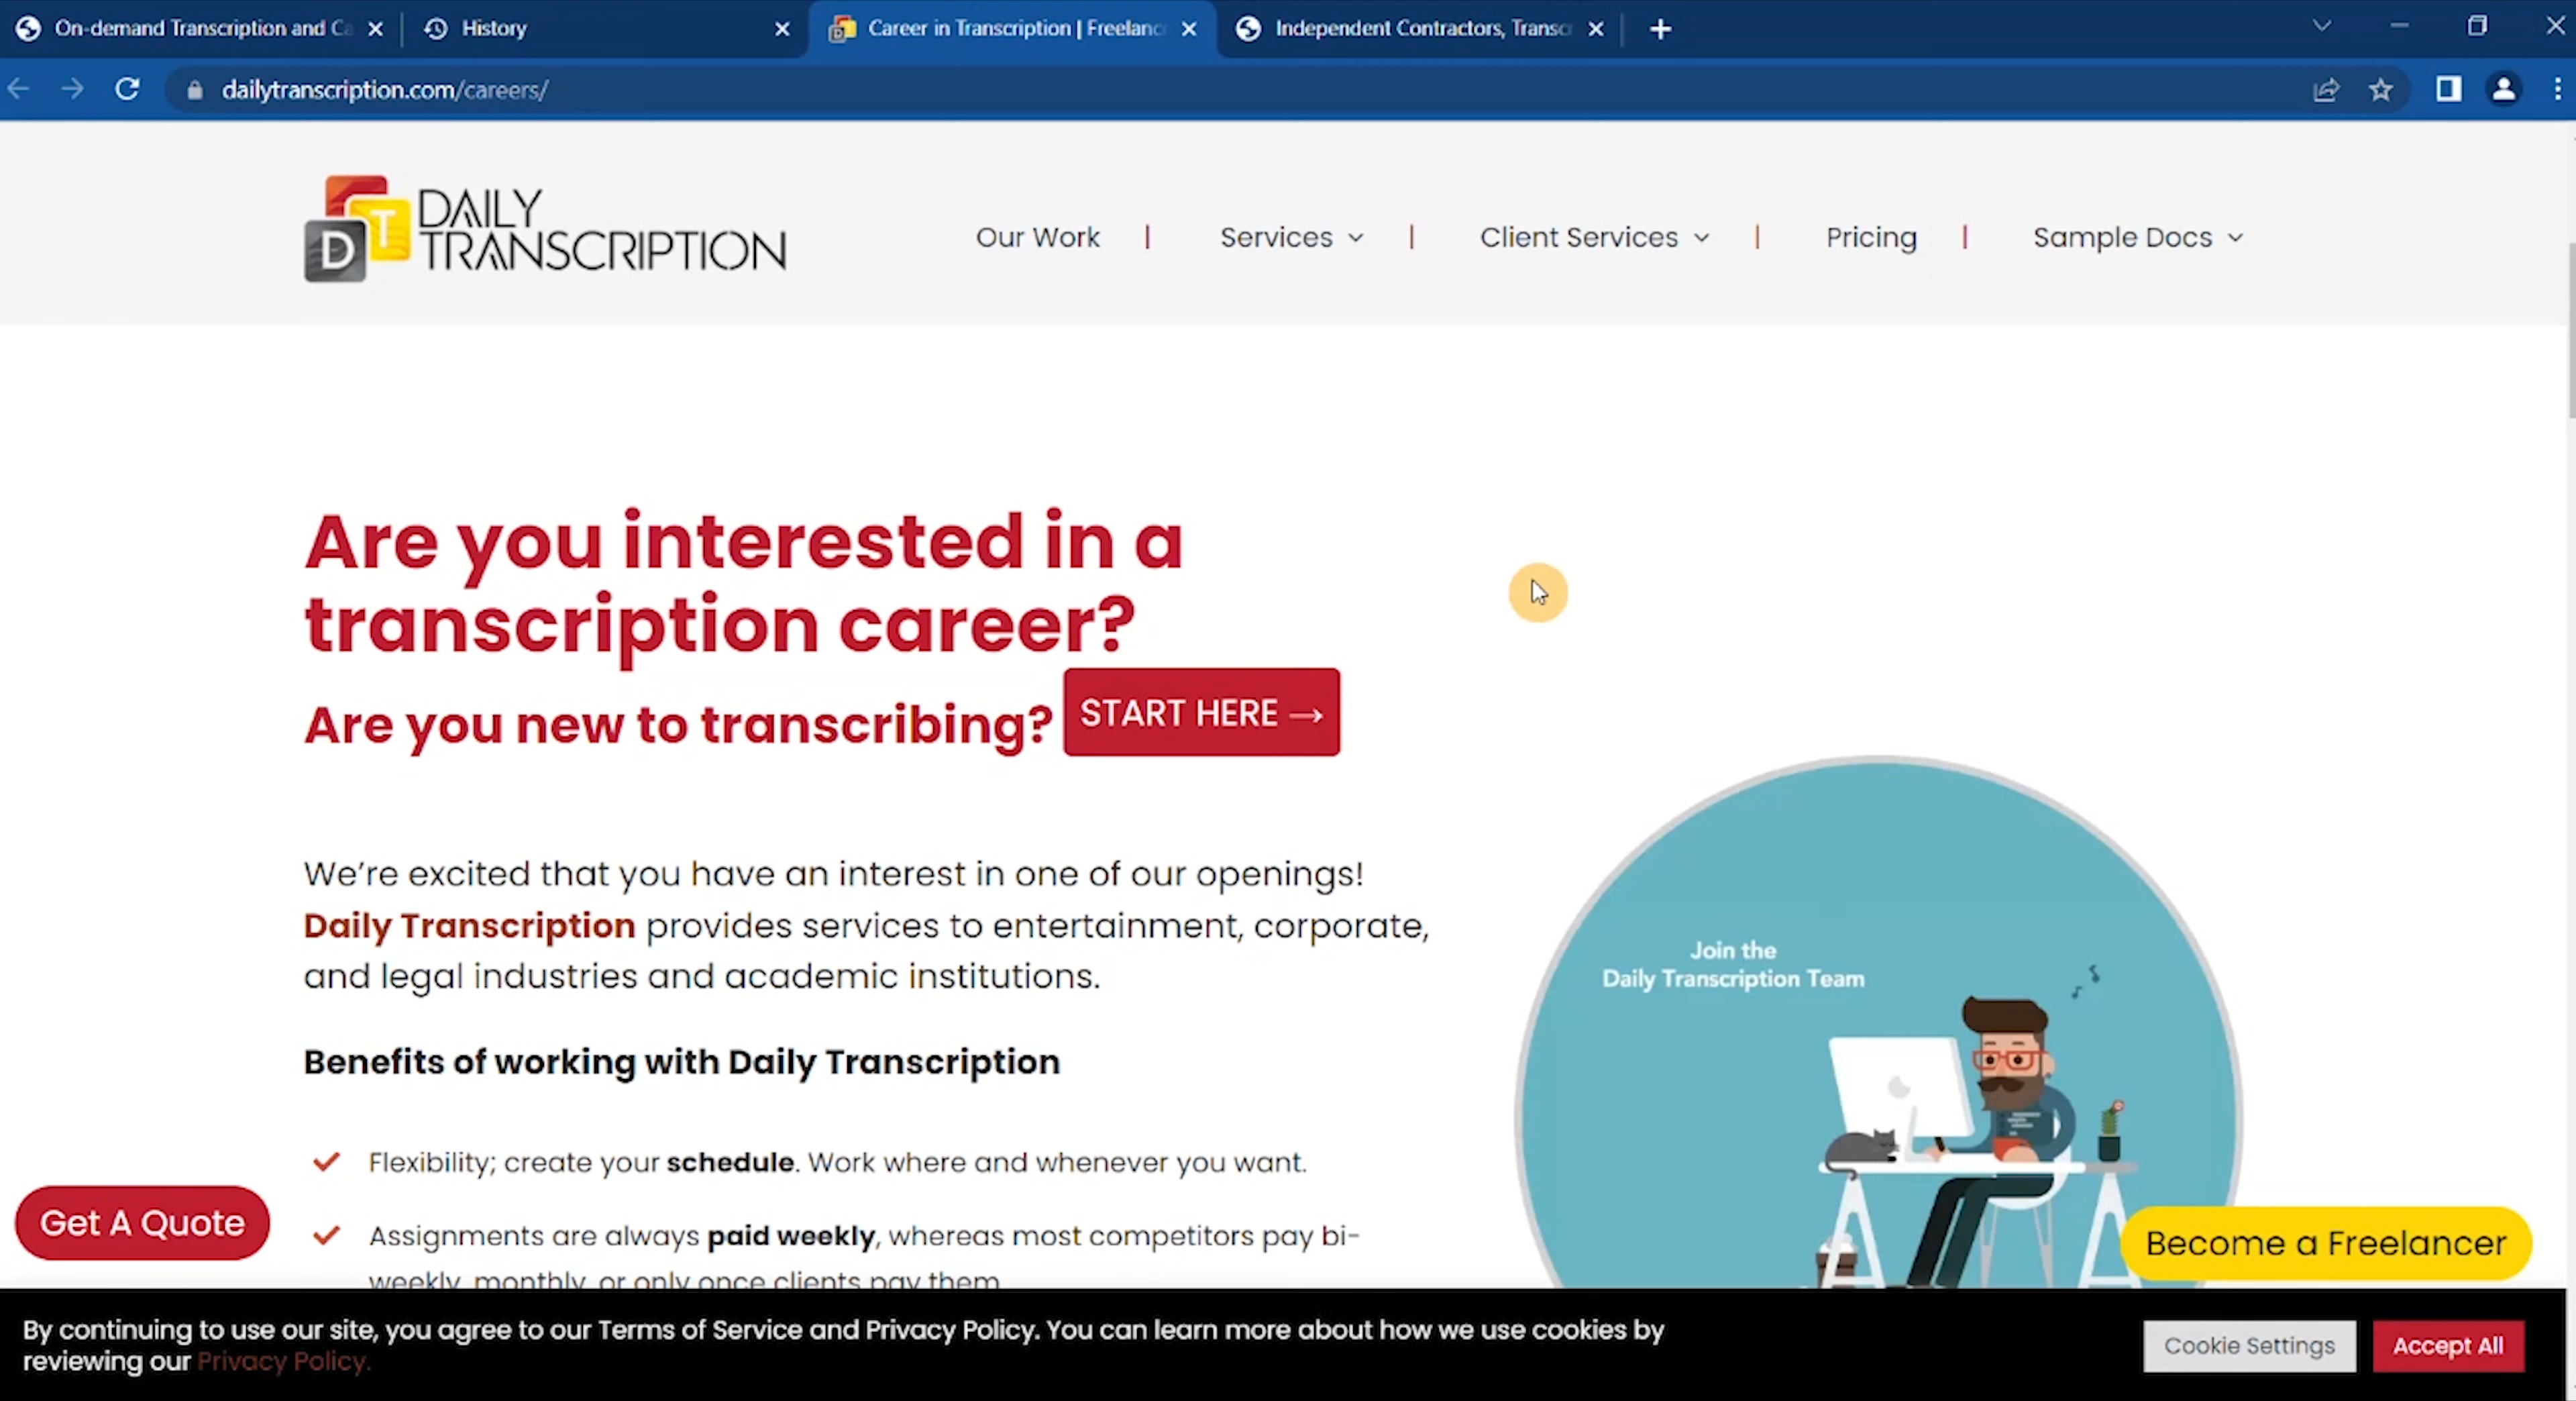 On-demand Transcription and Ca
History
Career in Transcription | Freelanc
Independent Contractors, Transc
dailytranscription.com/careers/
DT
DAILY
TRANSCRIPTION
Our Work | Services | Client Services | Pricing | Sample Docs
Are you interested in a
transcription career?
Are you new to transcribing? START HERE →
We're excited that you have an interest in one of our openings!
Daily Transcription provides services to entertainment, corporate,
and legal industries and academic institutions.
Join the
Daily Transcription Team
Benefits of working with Daily Transcription
Flexibility; create your schedule. Work where and whenever you want.
Assignments are always paid weekly, whereas most competitors pay bi-
weekly, monthly, or only once clients pay them
Get A Quote
Become a Freelancer
By continuing to use our site, you agree to our Terms of Service and Privacy Policy. You can learn more about how we use cookies by
reviewing our Privacy Policy.
Cookie Settings
Accept All